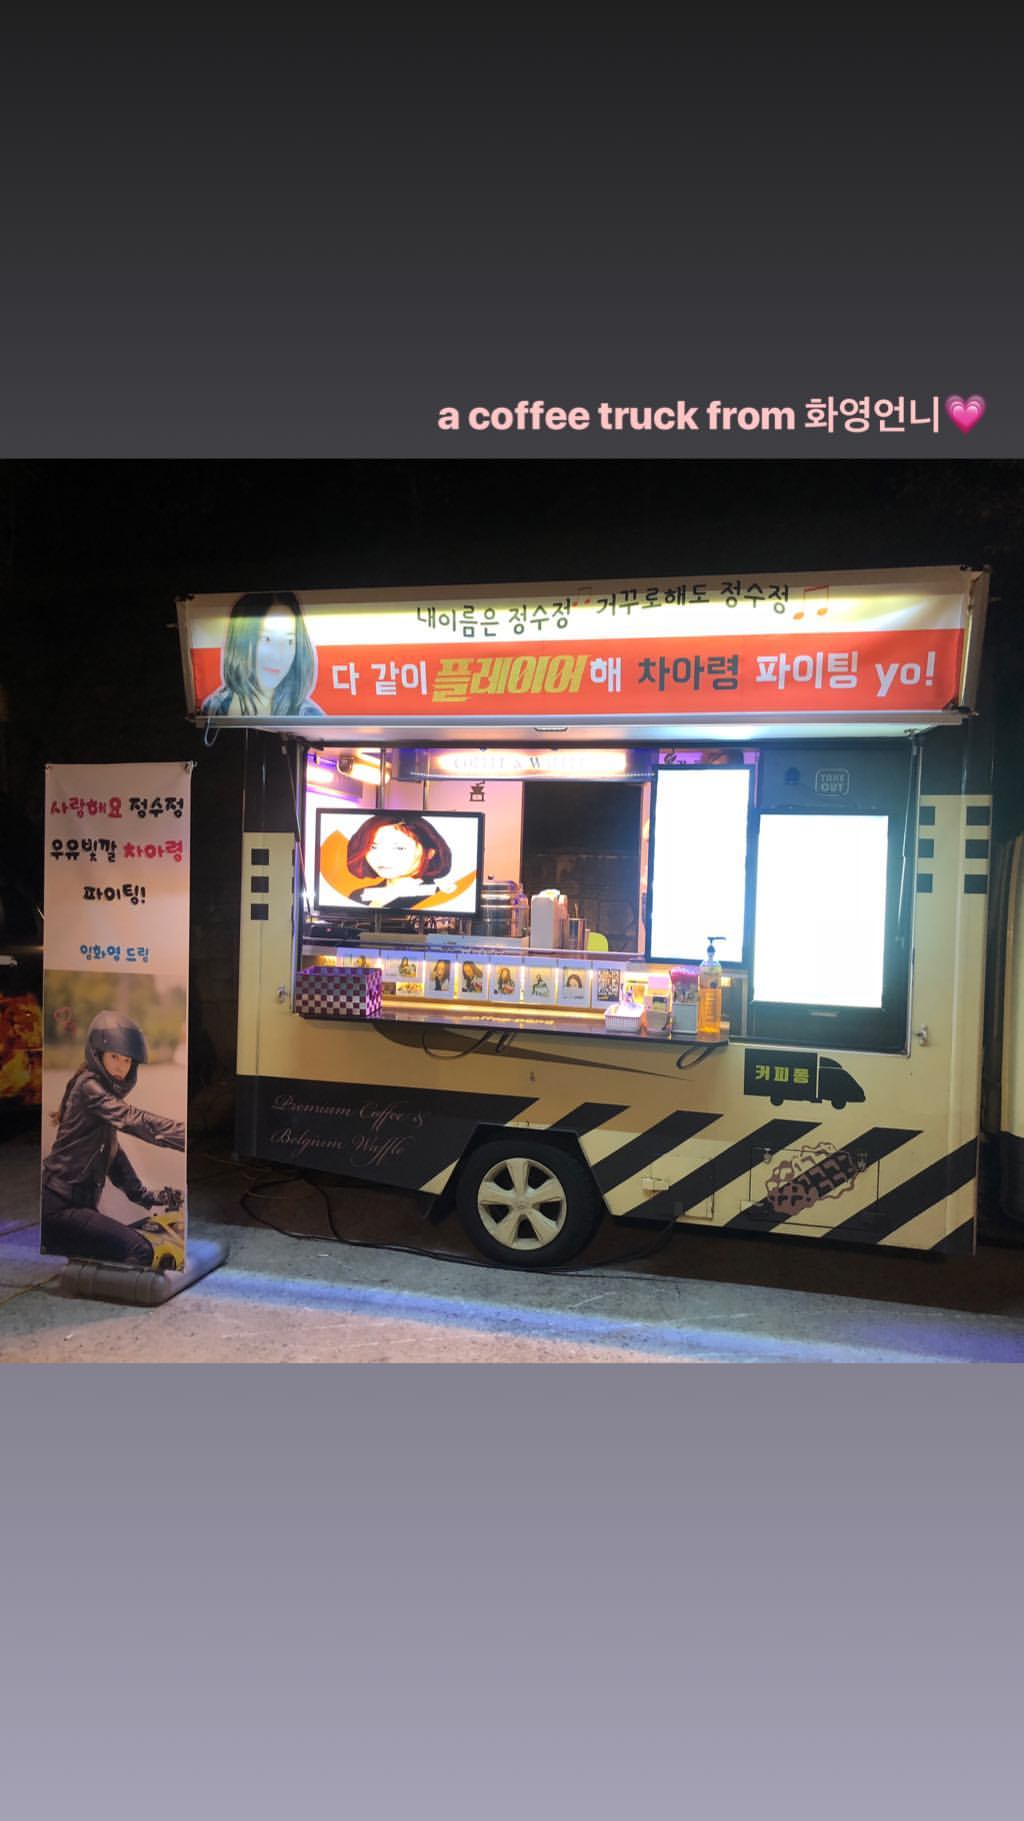 a coffee truck from 화영언니💗
내이름은 정수정 거꾸로해도 정수정
다 같이 플레이어해 차아령 파이팅 yo!
사랑해요 정수정
우유빛깔 차아령
파이팅!
임화영 드림
TAKE OUT
커피퐁
Premium Coffee &
Belgium Waffle